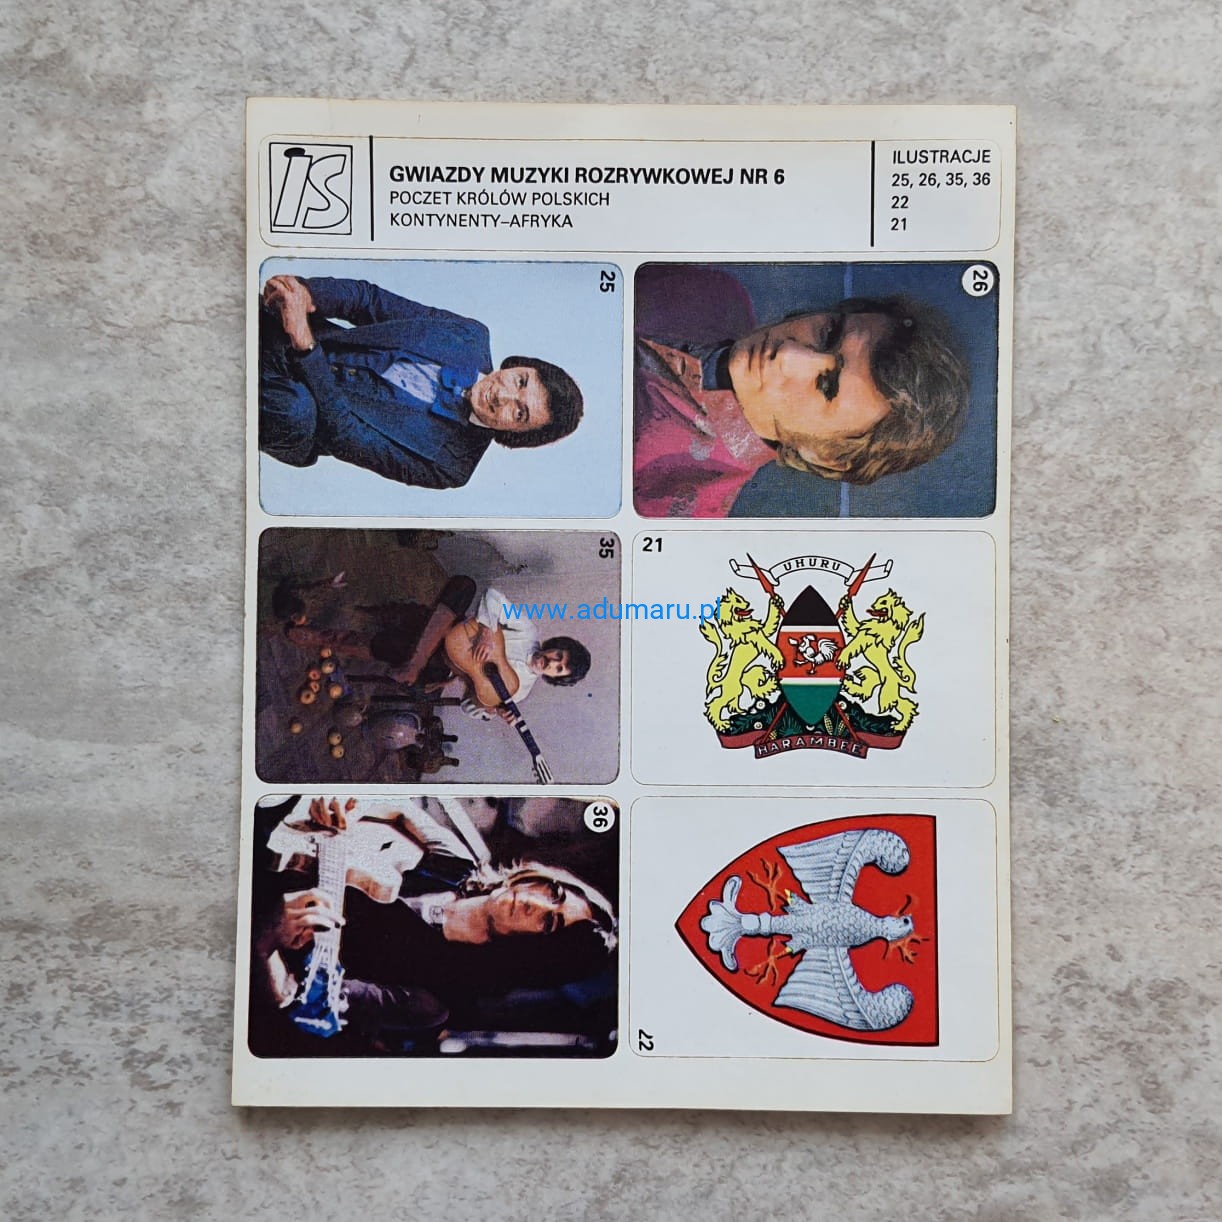 IS
GWIAZDY MUZYKI ROZRYWKOWEJ NR 6
POCZET KRÓLÓW POLSKICH
KONTYNENTY–AFRYKA
ILUSTRACJE
25, 26, 35, 36
22
21
25
26
35
21
UHURU
HARAMBEE
www.adumaru.pl
36
22